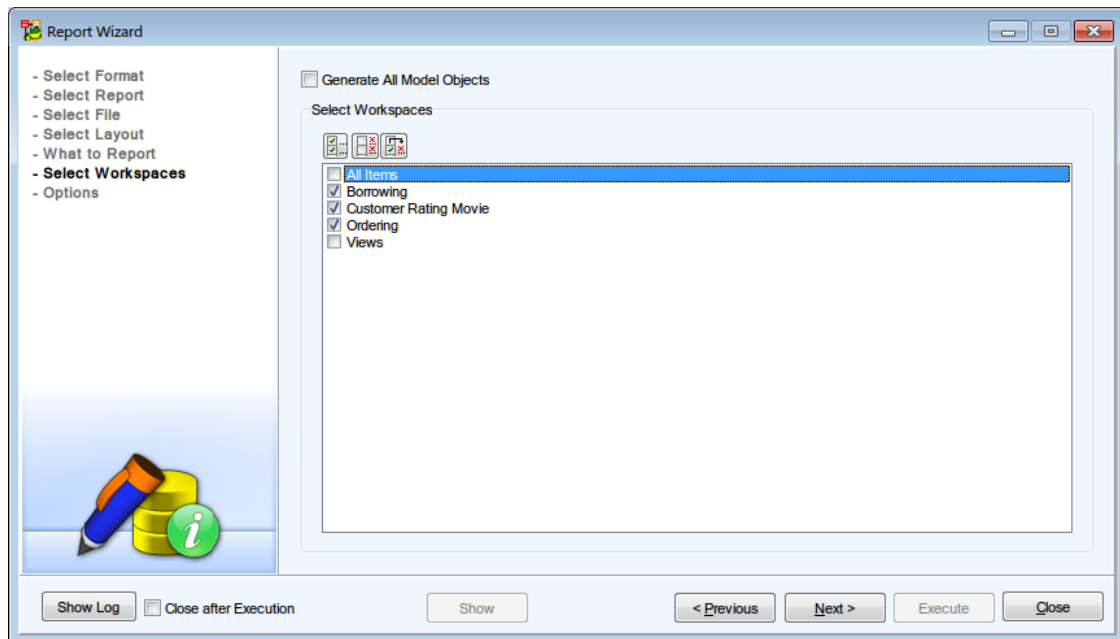 Report Wizard
- Select Format
- Select Report
- Select File
- Select Layout
- What to Report
- Select Workspaces
- Options
Generate All Model Objects
Select Workspaces
All Items
Borrowing
Customer Rating Movie
Ordering
Views
Show Log
Close after Execution
Show
< Previous
Next >
Execute
Close